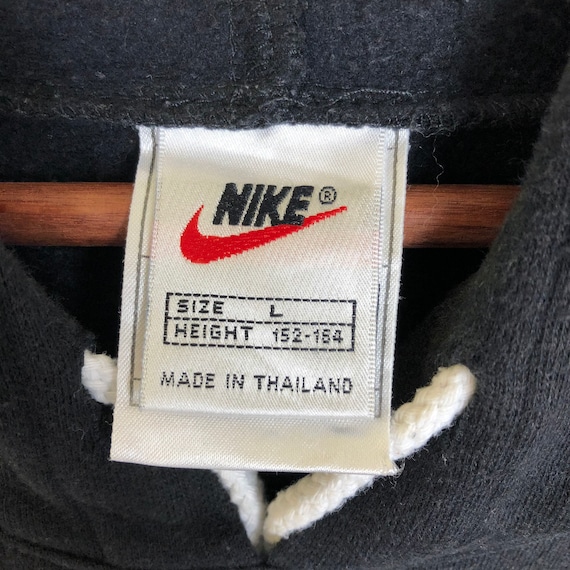 NIKE®
SIZE L
HEIGHT 152-164
MADE IN THAILAND